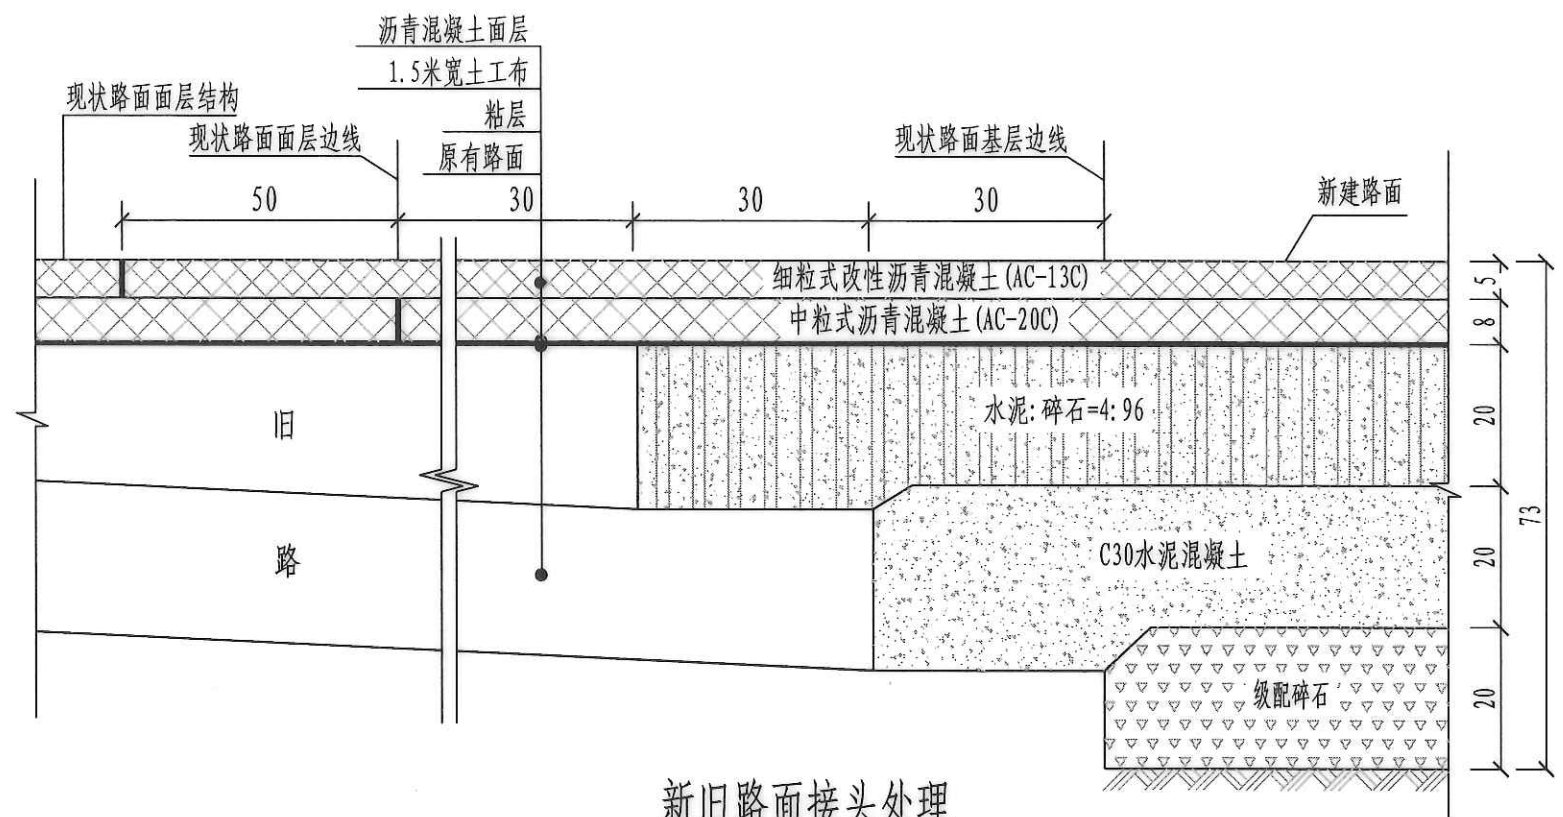 沥青混凝土面层
1.5米宽土工布
粘层
原有路面
现状路面面层结构
现状路面面层边线
现状路面基层边线
新建路面
50
30
30
30
细粒式改性沥青混凝土(AC-13C)
中粒式沥青混凝土(AC-20C)
5
8
水泥:碎石=4:96
20
旧
73
C30水泥混凝土
20
路
级配碎石
20
新旧路面接头处理